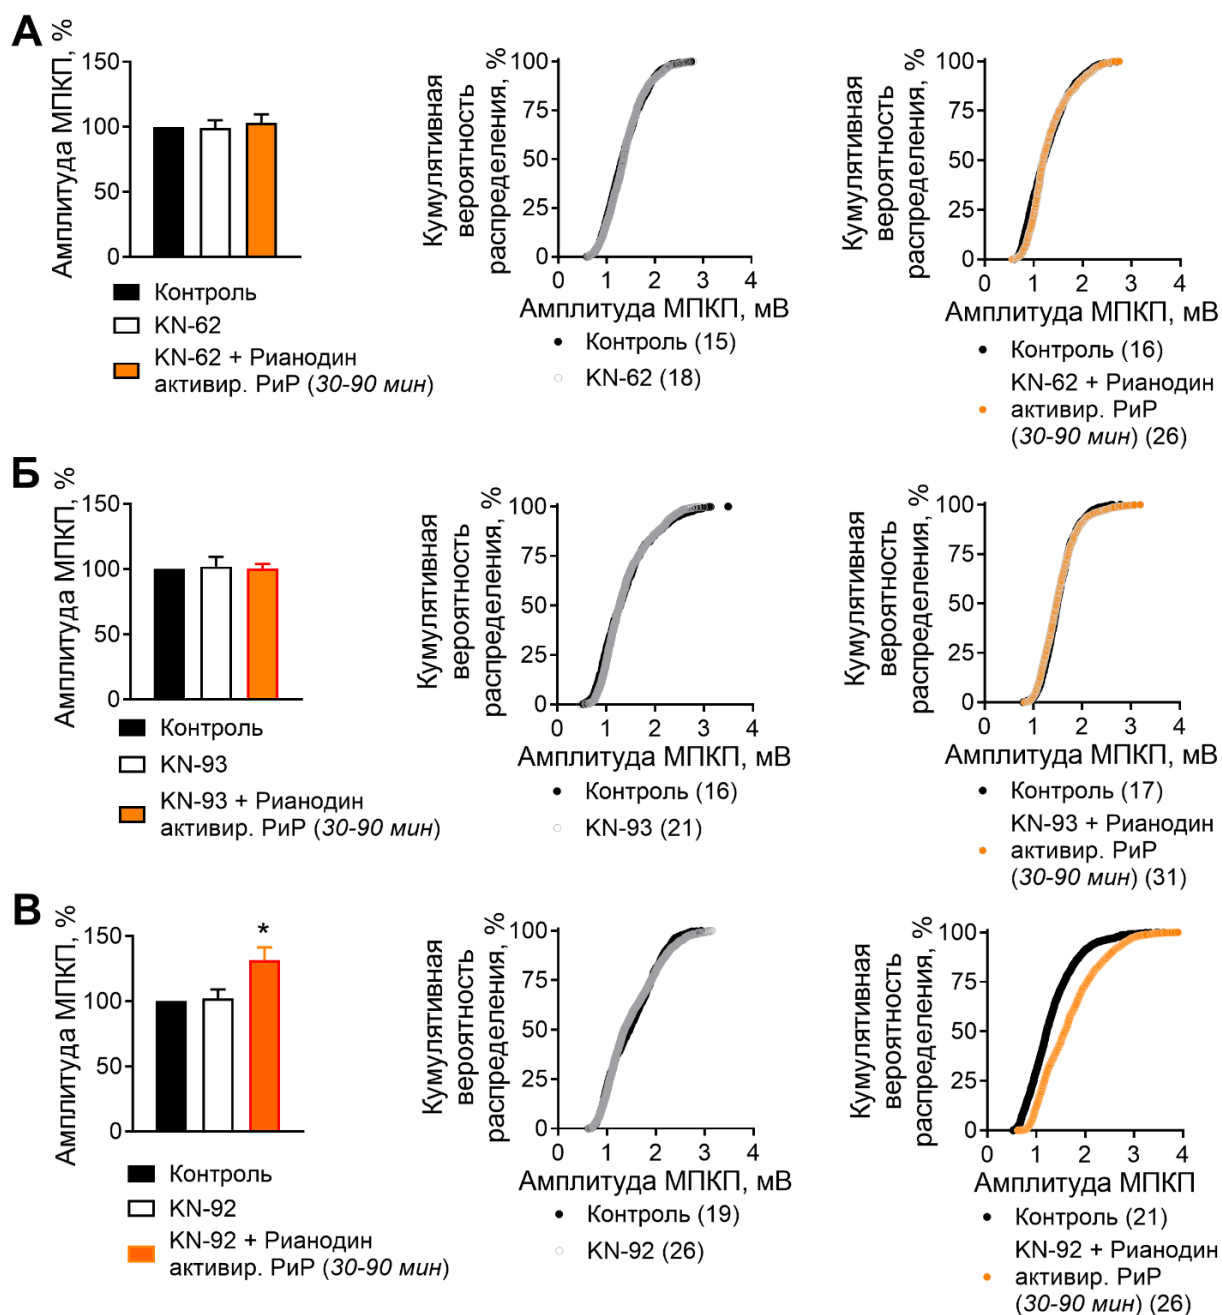 А
Амплитуда МПКП, %
150
100
50
0
Контроль
KN-62
KN-62 + Рианодин
активир. РиР (30-90 мин)
Кумулятивная
вероятность
распределения, %
100
75
50
25
0
0 1 2 3 4
Амплитуда МПКП, мВ
Контроль (15)
KN-62 (18)
Кумулятивная
вероятность
распределения, %
100
75
50
25
0
0 1 2 3 4
Амплитуда МПКП, мВ
Контроль (16)
KN-62 + Рианодин
активир. РиР
(30-90 мин) (26)
Б
Амплитуда МПКП, %
150
100
50
0
Контроль
KN-93
KN-93 + Рианодин
активир. РиР (30-90 мин)
Кумулятивная
вероятность
распределения, %
100
75
50
25
0
0 1 2 3 4
Амплитуда МПКП, мВ
Контроль (16)
KN-93 (21)
Кумулятивная
вероятность
распределения, %
100
75
50
25
0
0 1 2 3 4
Амплитуда МПКП, мВ
Контроль (17)
KN-93 + Рианодин
активир. РиР
(30-90 мин) (31)
В
Амплитуда МПКП, %
150
100
50
0
*
Контроль
KN-92
KN-92 + Рианодин
активир. РиР (30-90 мин)
Кумулятивная
вероятность
распределения, %
100
75
50
25
0
0 1 2 3 4
Амплитуда МПКП, мВ
Контроль (19)
KN-92 (26)
Кумулятивная
вероятность
распределения, %
100
75
50
25
0
0 1 2 3 4
Амплитуда МПКП
Контроль (21)
KN-92 + Рианодин
активир. РиР
(30-90 мин) (26)